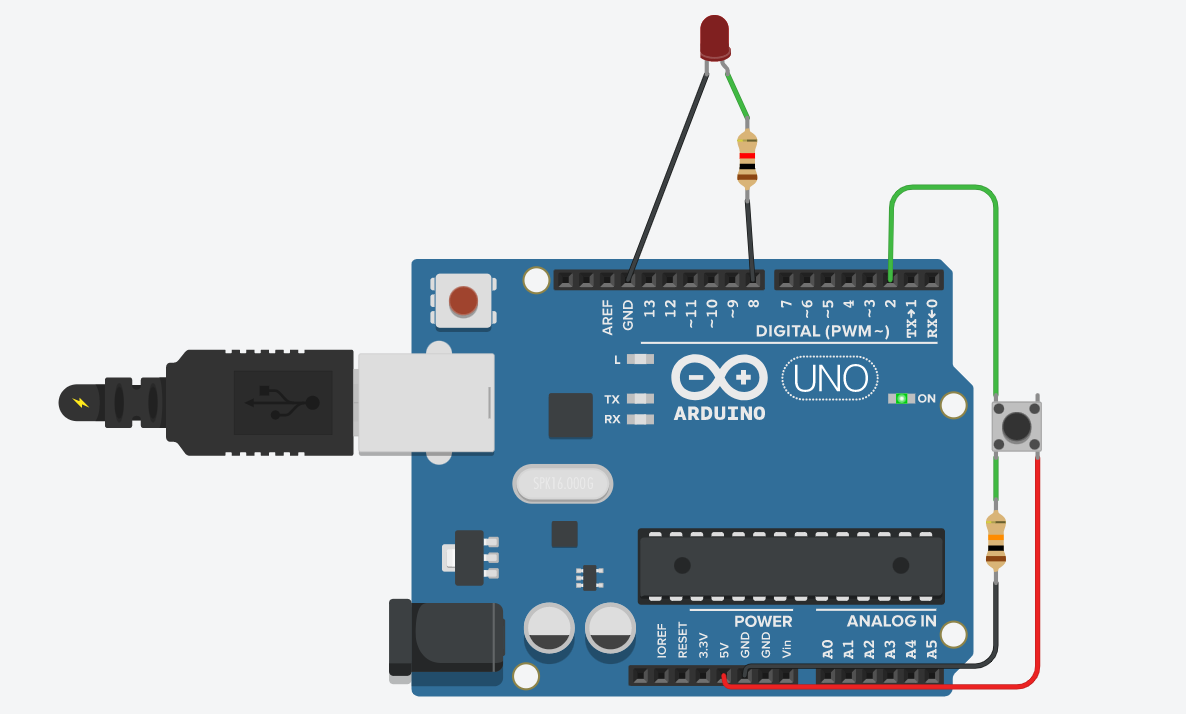 AREF
GND
13
12
~11
~10
~9
8
7
~6
~5
4
~3
2
TX→1
RX←0
DIGITAL (PWM~)
L
TX
RX
UNO
ON
ARDUINO
SPK16.000G
IOREF
RESET
3.3V
5V
GND
GND
Vin
POWER
ANALOG IN
A0
A1
A2
A3
A4
A5